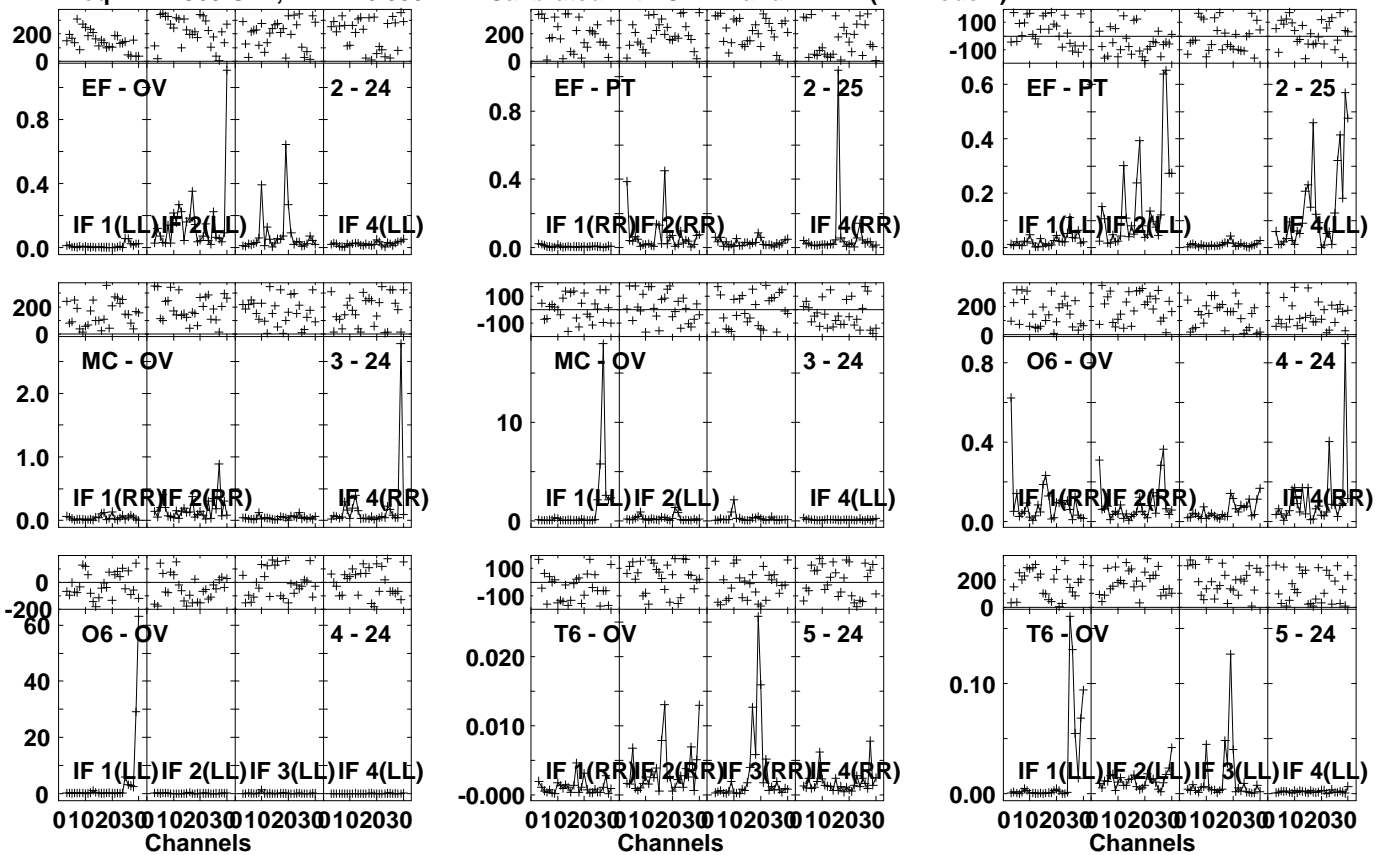 200
0
EF - OV
2 - 24
0.8
0.4
0.0
IF 1(LL)
IF 2(LL)
IF 4(LL)
200
0
EF - PT
2 - 25
0.8
0.4
0.0
IF 1(RR)
IF 2(RR)
IF 4(RR)
100
-100
EF - PT
2 - 25
0.6
0.4
0.2
0.0
IF 1(LL)
IF 2(LL)
IF 4(LL)
200
0
MC - OV
3 - 24
2.0
1.0
0.0
IF 1(RR)
IF 2(RR)
IF 4(RR)
100
-100
MC - OV
3 - 24
10
0
IF 1(LL)
IF 2(LL)
IF 4(LL)
200
0
O6 - OV
4 - 24
0.8
0.4
0.0
IF 1(RR)
IF 2(RR)
IF 4(RR)
0
-200
O6 - OV
4 - 24
60
40
20
0
IF 1(LL)
IF 2(LL)
IF 3(LL)
IF 4(LL)
0102030 0102030 0102030 0102030
Channels
100
-100
T6 - OV
5 - 24
0.020
0.010
-0.000
IF 1(RR)
IF 2(RR)
IF 3(RR)
IF 4(RR)
0102030 0102030 0102030 0102030
Channels
200
0
T6 - OV
5 - 24
0.10
0.00
IF 1(LL)
IF 2(LL)
IF 3(LL)
IF 4(LL)
0102030 0102030 0102030 0102030
Channels